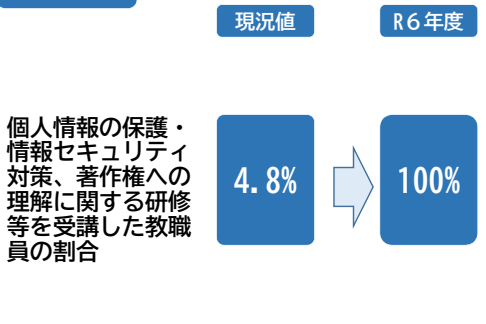 現況値
R6年度
個人情報の保護・
情報セキュリティ
対策、著作権への
理解に関する研修
等を受講した教職
員の割合
4.8%
100%